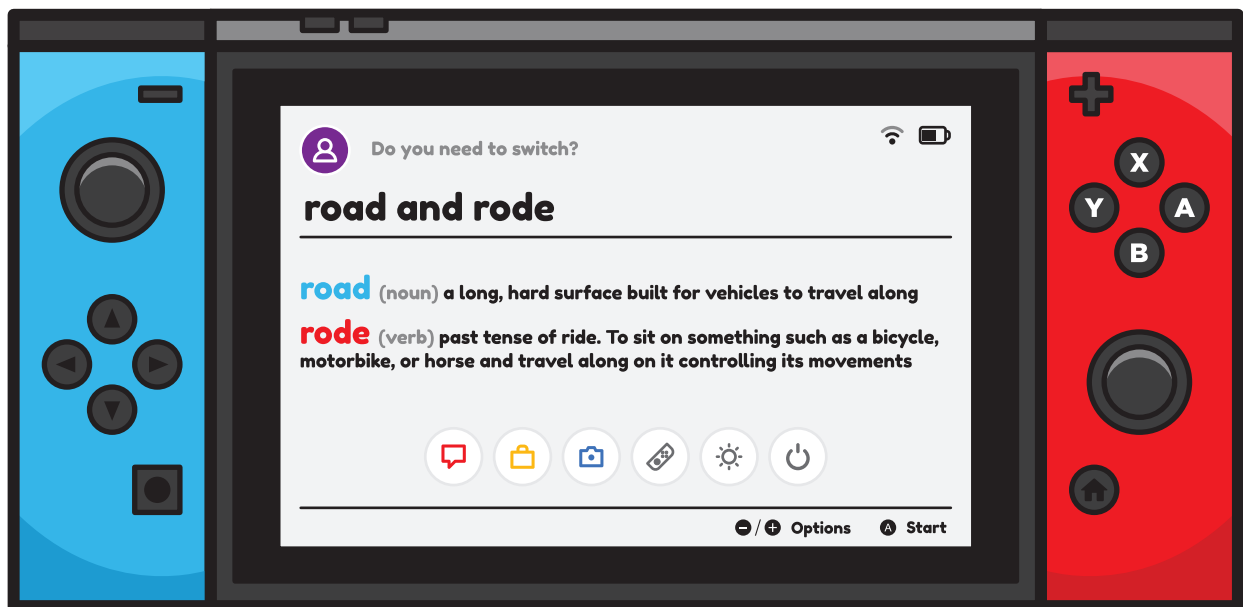 Do you need to switch?
road and rode
X
Y
A
B
road (noun) a long, hard surface built for vehicles to travel along
rode (verb) past tense of ride. To sit on something such as a bicycle,
motorbike, or horse and travel along on it controlling its movements
-/+ Options A Start